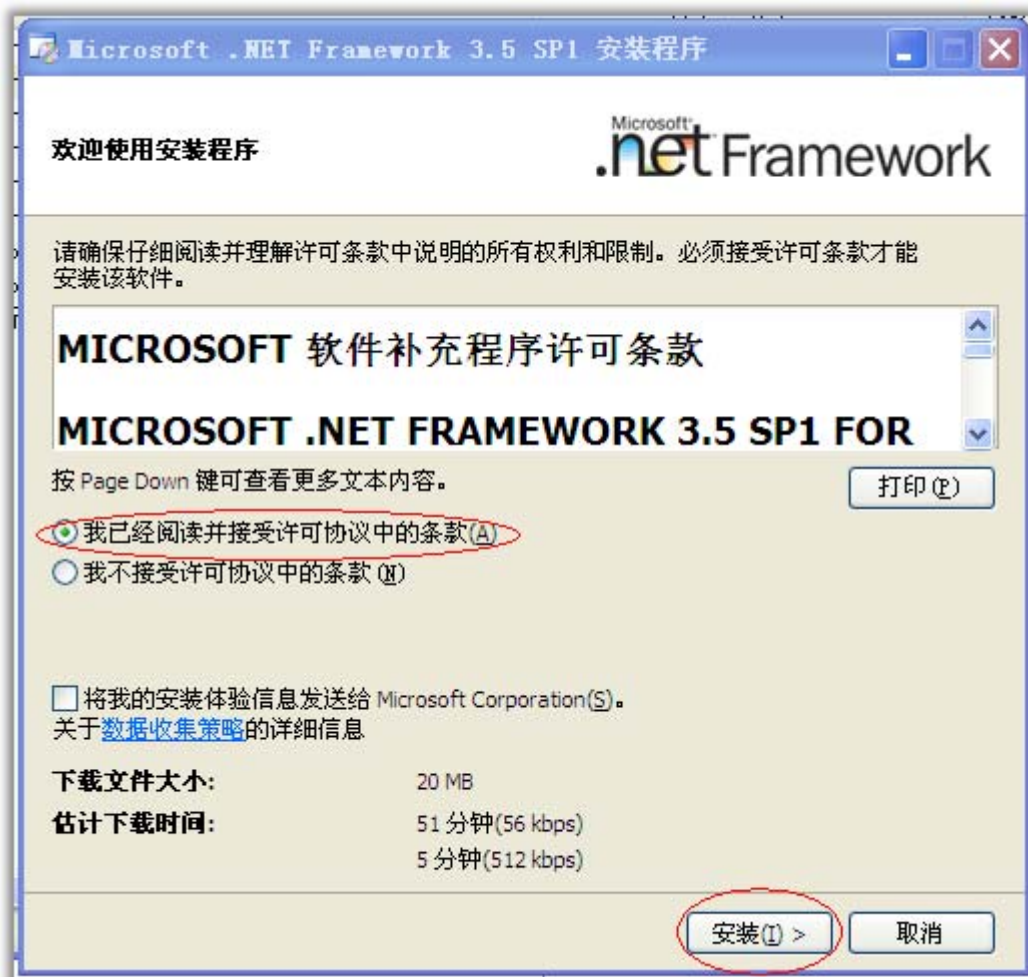 Microsoft .NET Framework 3.5 SP1 安装程序
欢迎使用安装程序
Microsoft
.net Framework
请确保仔细阅读并理解许可条款中说明的所有权利和限制。必须接受许可条款才能
安装该软件。
MICROSOFT 软件补充程序许可条款
MICROSOFT .NET FRAMEWORK 3.5 SP1 FOR
按 Page Down 键可查看更多文本内容。
打印(P)
我已经阅读并接受许可协议中的条款(A)
我不接受许可协议中的条款(N)
将我的安装体验信息发送给 Microsoft Corporation(S)。
关于数据收集策略的详细信息
下载文件大小: 20 MB
估计下载时间: 51 分钟(56 kbps)
5 分钟(512 kbps)
安装(I) > 取消